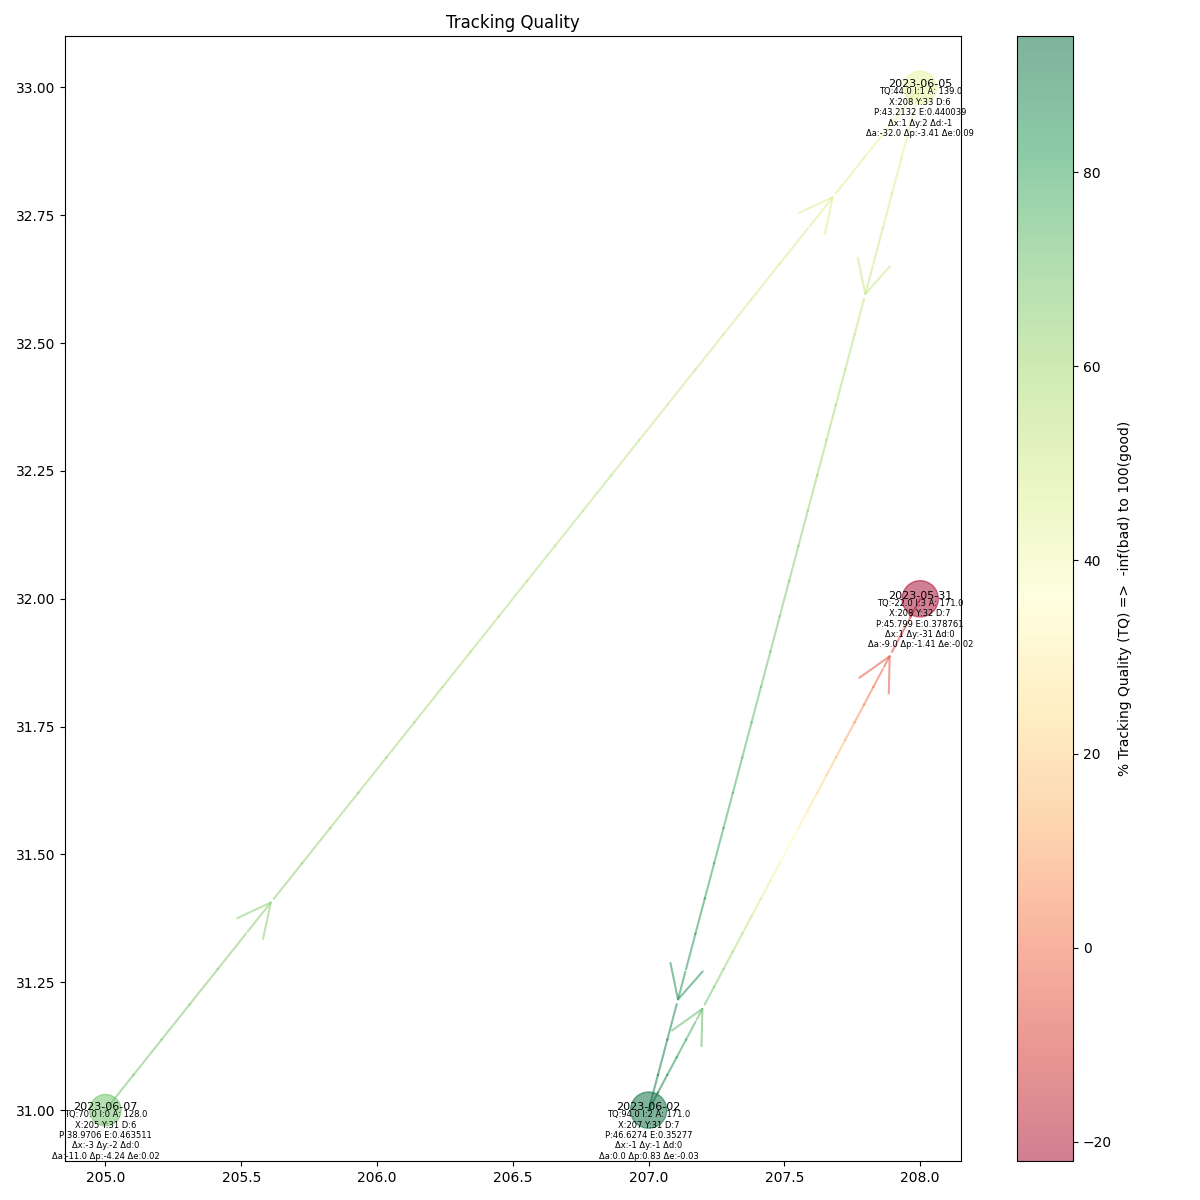 Tracking Quality
33.00
32.75
32.50
32.25
32.00
31.75
31.50
31.25
31.00
2023-06-05
TQ:44.0 I:1 A: 139.0
X:208 Y:33 D:6
P:43.2132 E:0.440039
Δx:1 Δy:2 Δd:-1
Δa:-32.0 Δp:-3.41 Δe:0.09
2023-05-31
TQ:-22.0 I:3 A: 171.0
X:208 Y:32 D:7
P:45.799 E:0.378761
Δx:1 Δy:-31 Δd:0
Δa:-9.0 Δp:-1.41 Δe:-0.02
2023-06-07
TQ:70.0 I:0 A: 128.0
X:205 Y:31 D:6
P:38.9706 E:0.463511
Δx:-3 Δy:-2 Δd:0
Δa:-11.0 Δp:-4.24 Δe:0.02
2023-06-02
TQ:94.0 I:2 A: 171.0
X:207 Y:31 D:7
P:46.6274 E:0.35277
Δx:-1 Δy:-1 Δd:0
Δa:0.0 Δp:0.83 Δe:-0.03
205.0 205.5 206.0 206.5 207.0 207.5 208.0
80
60
40
20
0
−20
% Tracking Quality (TQ) => -inf(bad) to 100(good)